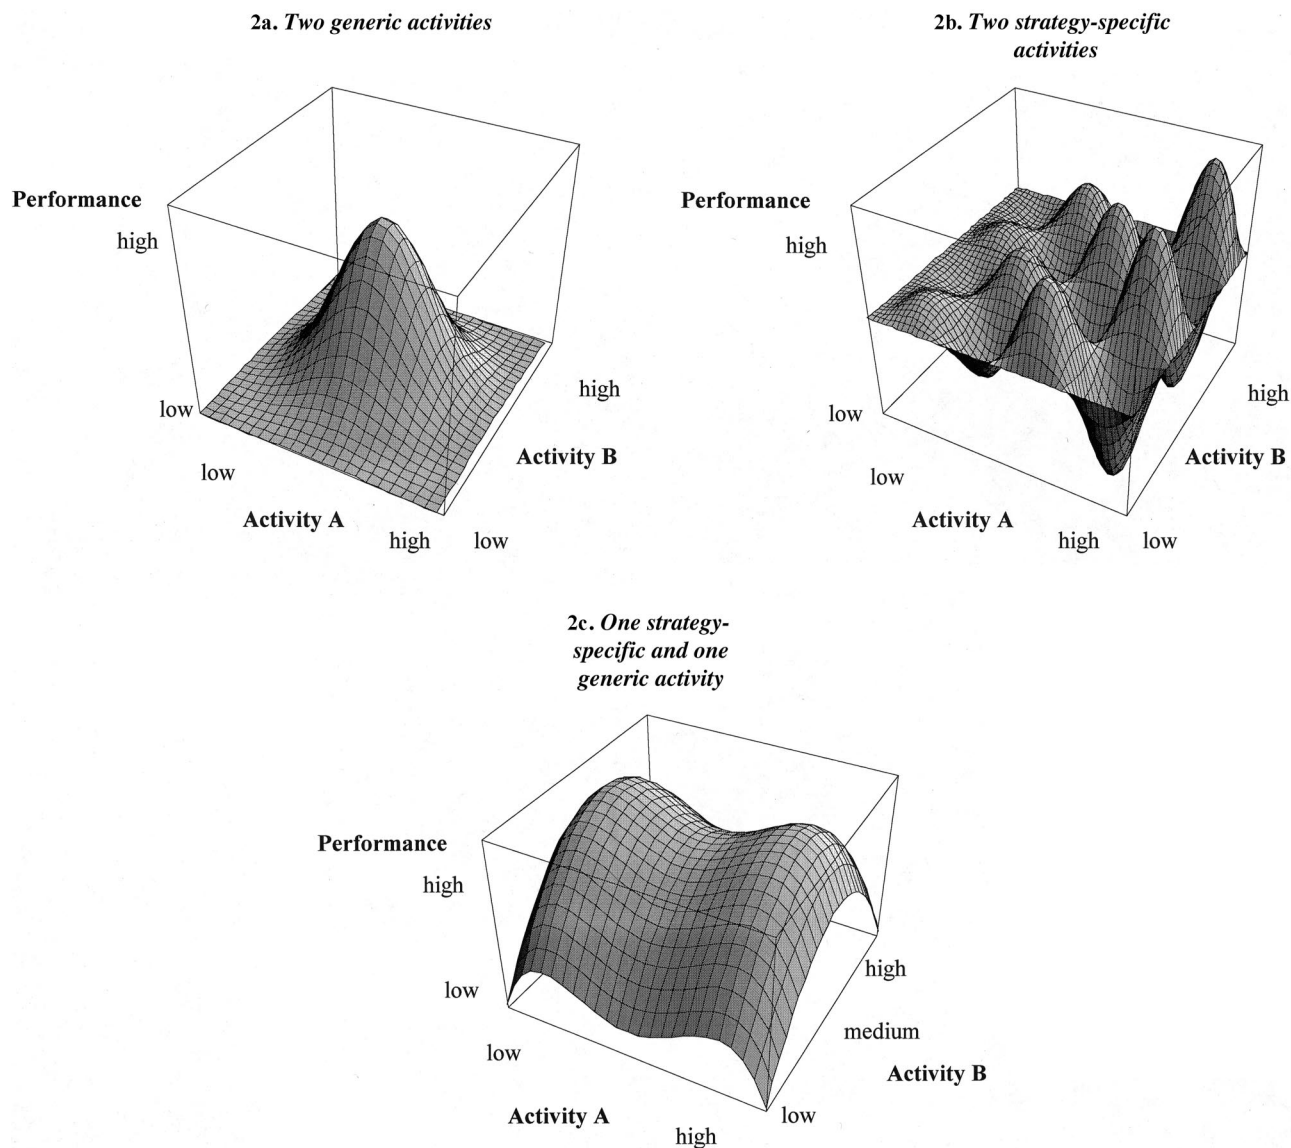 2a. Two generic activities
Performance
high
low
low
Activity A
high
low
Activity B
high
2b. Two strategy-specific
activities
Performance
high
low
low
Activity A
high
low
Activity B
high
2c. One strategy-
specific and one
generic activity
Performance
high
low
low
Activity A
high
low
Activity B
medium
high